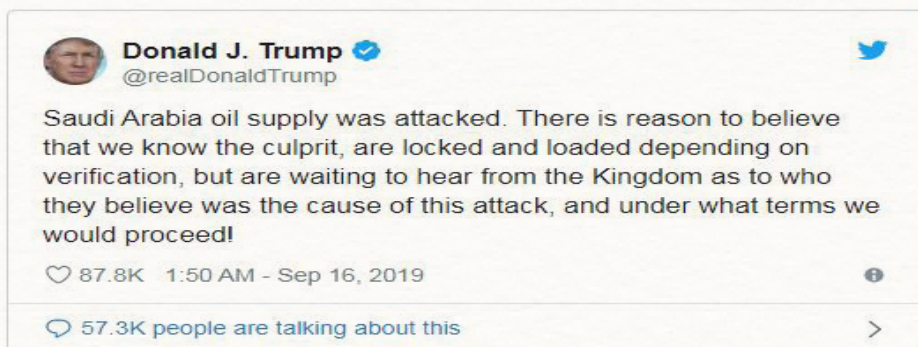 Donald J. Trump
@realDonaldTrump
Saudi Arabia oil supply was attacked. There is reason to believe
that we know the culprit, are locked and loaded depending on
verification, but are waiting to hear from the Kingdom as to who
they believe was the cause of this attack, and under what terms we
would proceed!
87.8K 1:50 AM - Sep 16, 2019
57.3K people are talking about this